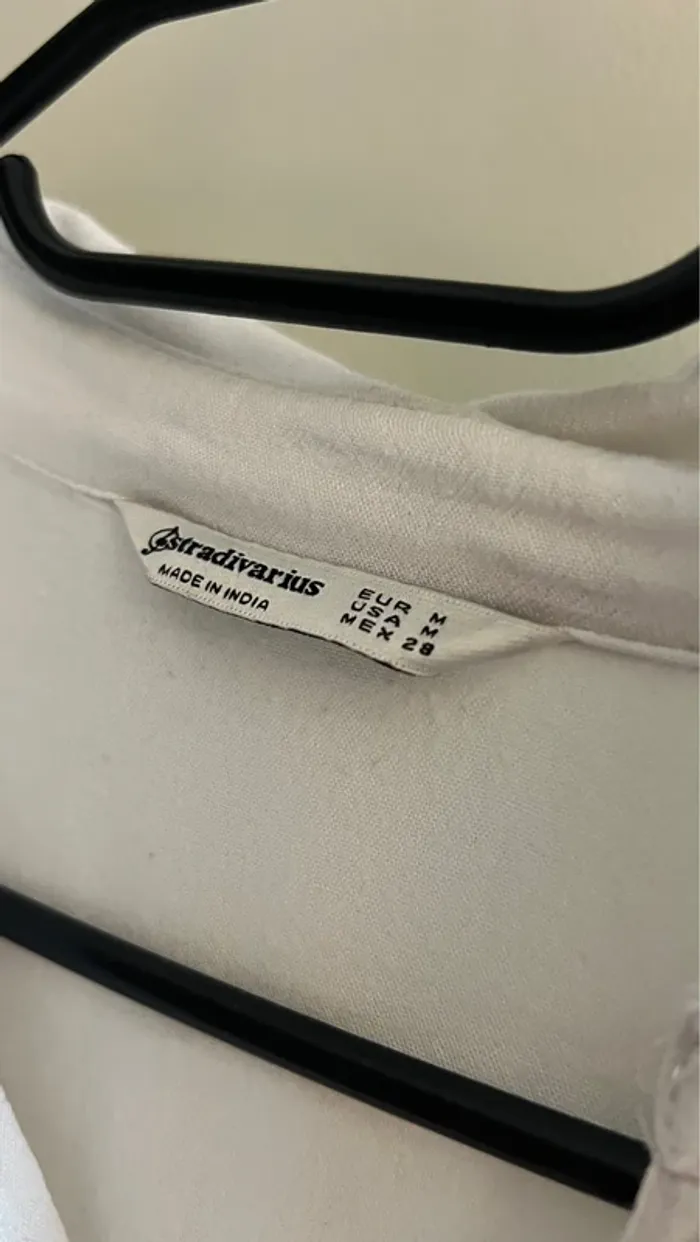 stradivarius
MADE IN INDIA
EUR M
USA M
MEX 28